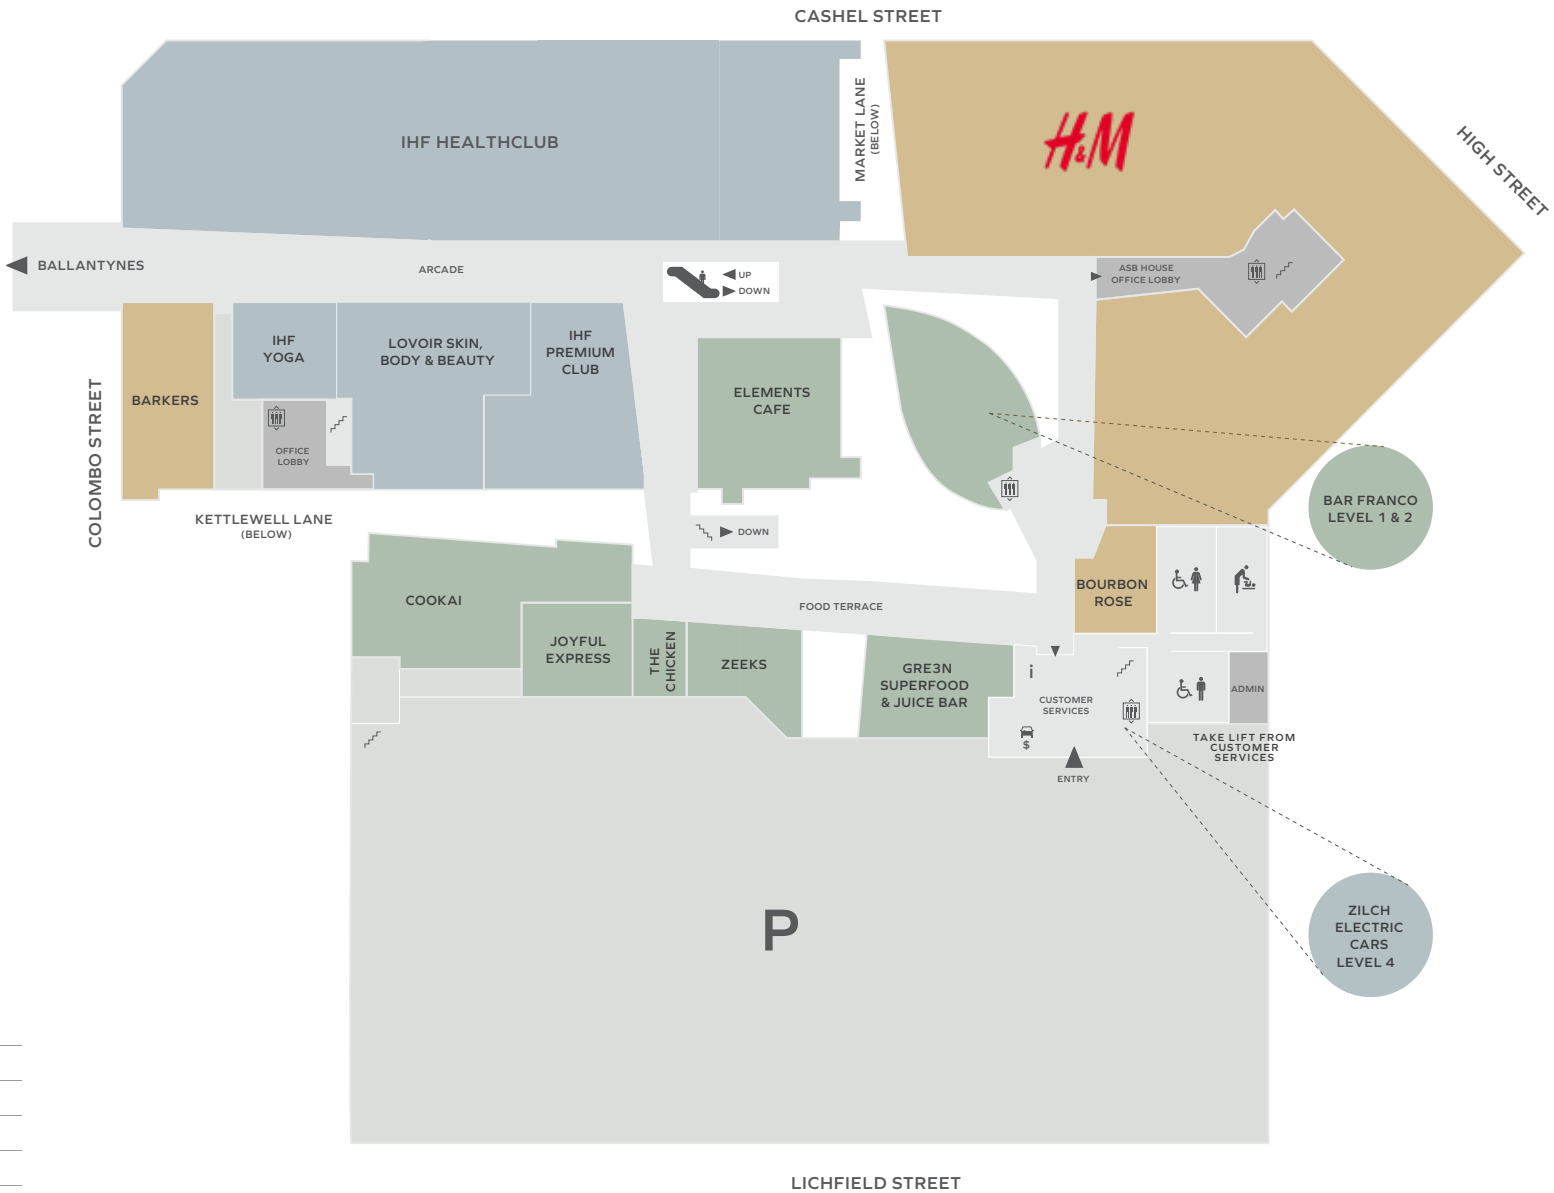 CASHEL STREET
IHF HEALTHCLUB
MARKET LANE
(BELOW)
H&M
HIGH STREET
BALLANTYNES
ARCADE
UP
DOWN
ASB HOUSE
OFFICE LOBBY
BARKERS
IHF
YOGA
LOVOIR SKIN,
BODY & BEAUTY
IHF
PREMIUM
CLUB
ELEMENTS
CAFE
OFFICE
LOBBY
COLOMBO STREET
KETTLEWELL LANE
(BELOW)
DOWN
BAR FRANCO
LEVEL 1 & 2
COOKAI
JOYFUL
EXPRESS
THE
CHICKEN
ZEEKS
FOOD TERRACE
GRE3N
SUPERFOOD
& JUICE BAR
BOURBON
ROSE
i
CUSTOMER
SERVICES
$
ENTRY
ADMIN
TAKE LIFT FROM
CUSTOMER
SERVICES
P
ZILCH
ELECTRIC
CARS
LEVEL 4
LICHFIELD STREET